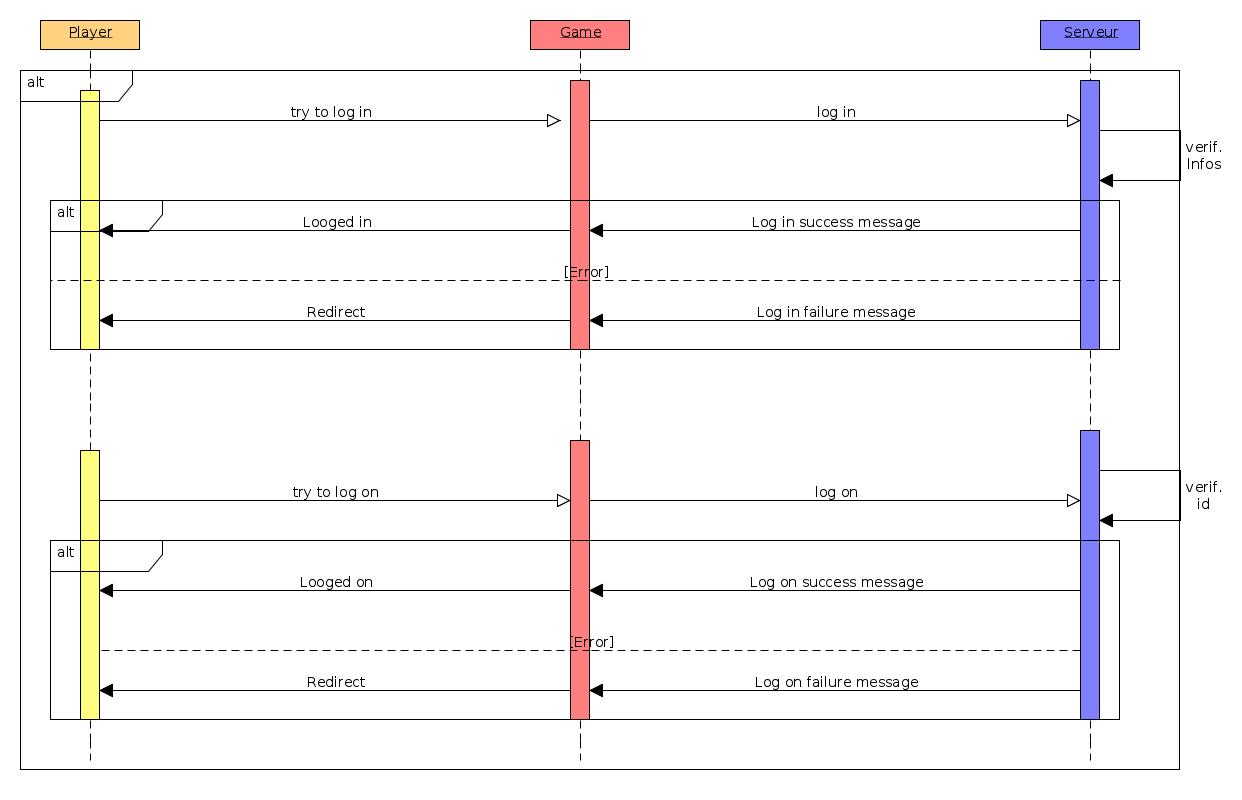 Player
Game
Serveur
alt
try to log in
log in
verif.
Infos
alt
Looged in
Log in success message
[Error]
Redirect
Log in failure message
try to log on
log on
verif.
id
alt
Looged on
Log on success message
[Error]
Redirect
Log on failure message